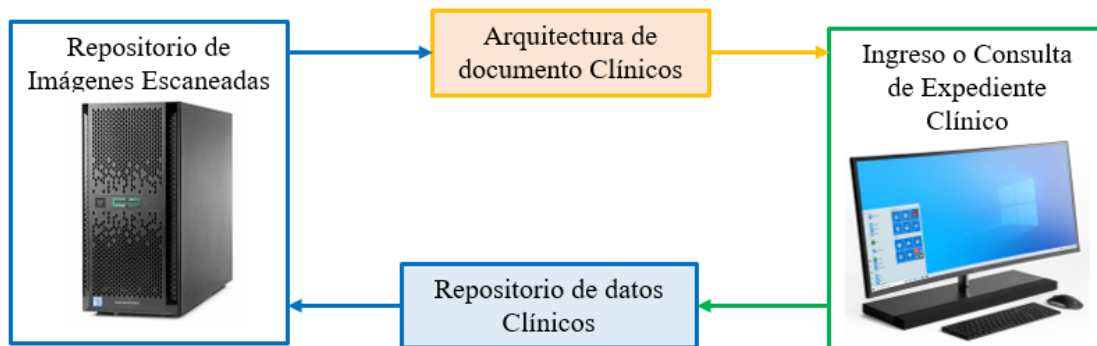 Repositorio de
Imágenes Escaneadas
Arquitectura de
documento Clínicos
Ingreso o Consulta
de Expediente
Clínico
Repositorio de datos
Clínicos